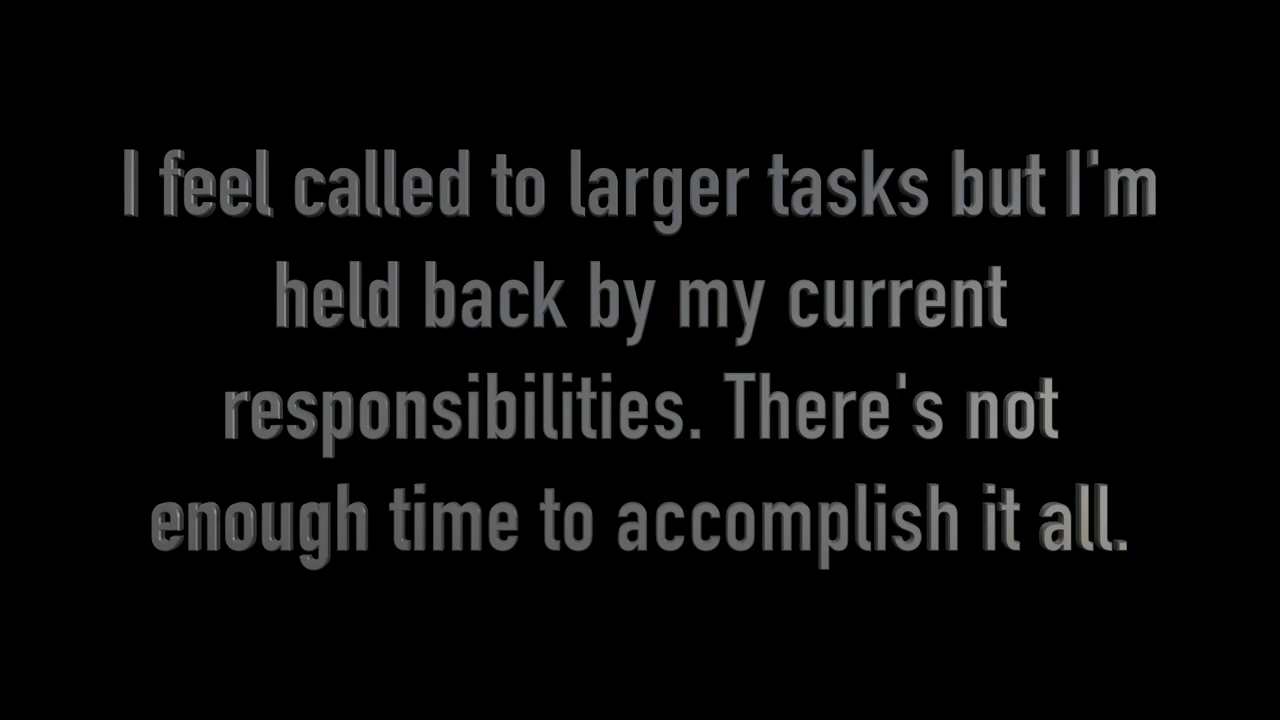 I feel called to larger tasks but I'm
held back by my current
responsibilities. There's not
enough time to accomplish it all.